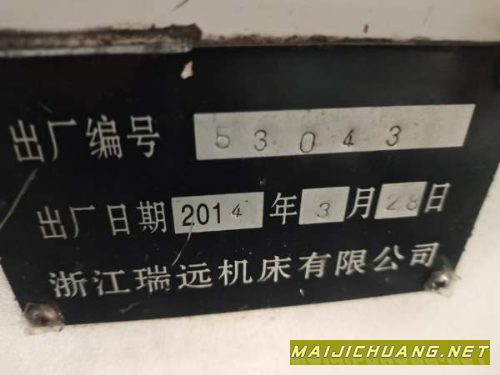 出厂编号 53043
出厂日期 2014 年 3 月 28 日
浙江瑞远机床有限公司
MAIJICHUANG.NET